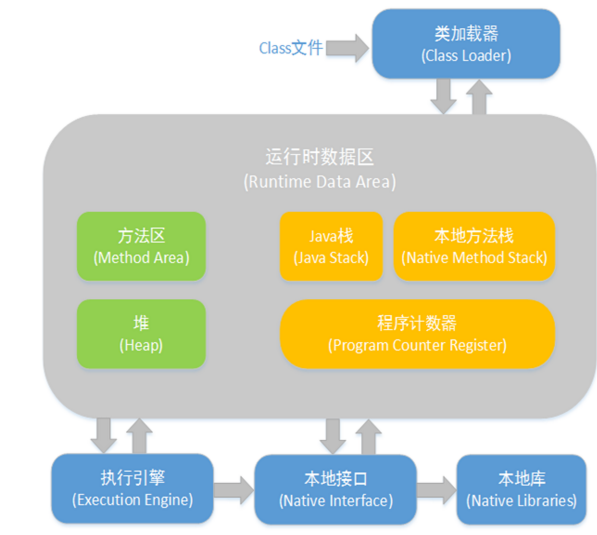 类加载器
Class文件
(Class Loader)
运行时数据区
(Runtime Data Area)
方法区
(Method Area)
Java栈
(Java Stack)
本地方法栈
(Native Method Stack)
堆
(Heap)
程序计数器
(Program Counter Register)
执行引擎
(Execution Engine)
本地接口
(Native Interface)
本地库
(Native Libraries)